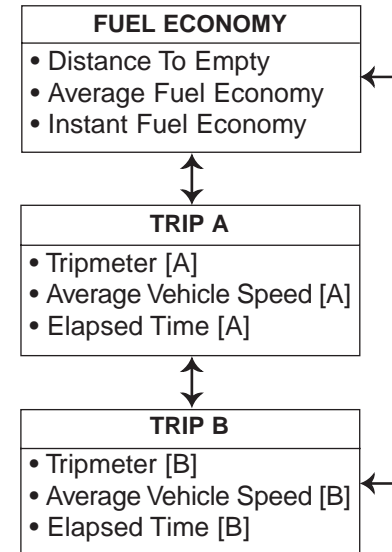 FUEL ECONOMY
• Distance To Empty
• Average Fuel Economy
• Instant Fuel Economy
TRIP A
• Tripmeter [A]
• Average Vehicle Speed [A]
• Elapsed Time [A]
TRIP B
• Tripmeter [B]
• Average Vehicle Speed [B]
• Elapsed Time [B]